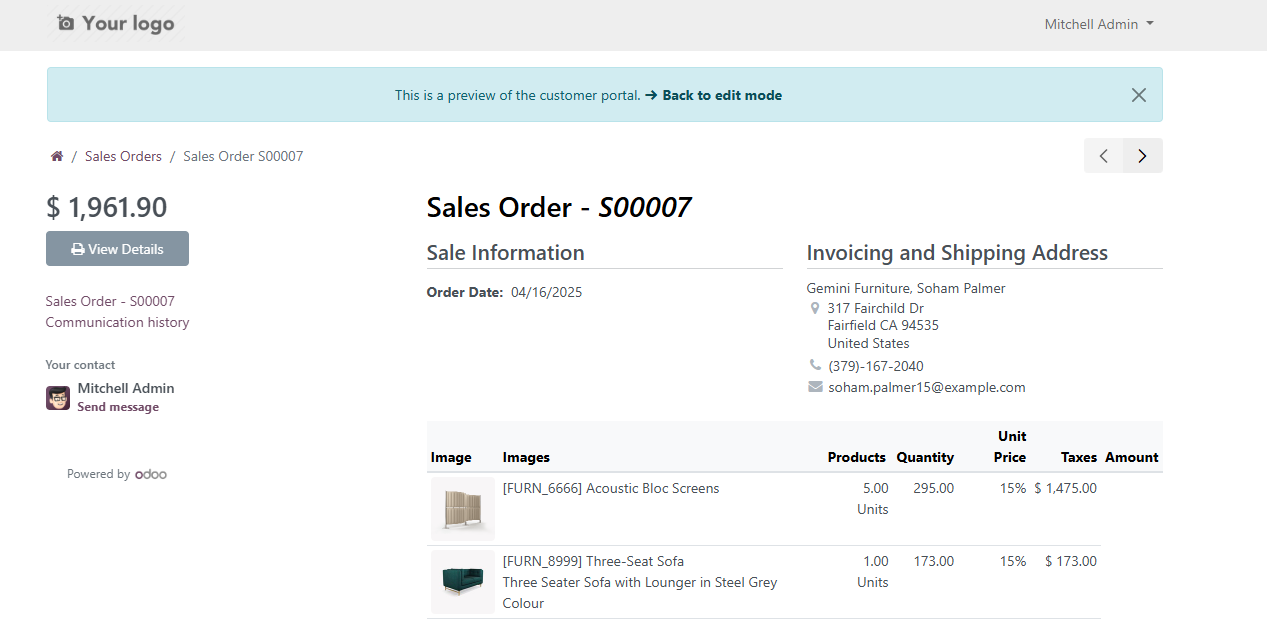 Your logo
Mitchell Admin
This is a preview of the customer portal. → Back to edit mode
/ Sales Orders / Sales Order S00007
$ 1,961.90
View Details
Sales Order - S00007
Communication history
Your contact
Mitchell Admin
Send message
Powered by odoo
Sales Order - S00007
Sale Information
Order Date: 04/16/2025
Invoicing and Shipping Address
Gemini Furniture, Soham Palmer
317 Fairchild Dr
Fairfield CA 94535
United States
(379)-167-2040
soham.palmer15@example.com
Unit
Image Images Products Quantity Price Taxes Amount
[FURN_6666] Acoustic Bloc Screens 5.00 295.00 15% $ 1,475.00
Units
[FURN_8999] Three-Seat Sofa 1.00 173.00 15% $ 173.00
Three Seater Sofa with Lounger in Steel Grey Units
Colour